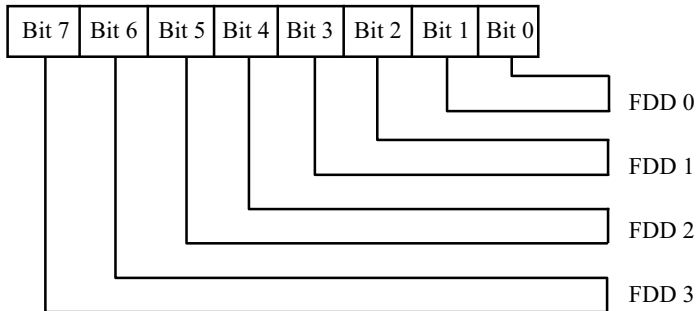 Bit 7 Bit 6 Bit 5 Bit 4 Bit 3 Bit 2 Bit 1 Bit 0
FDD 0
FDD 1
FDD 2
FDD 3